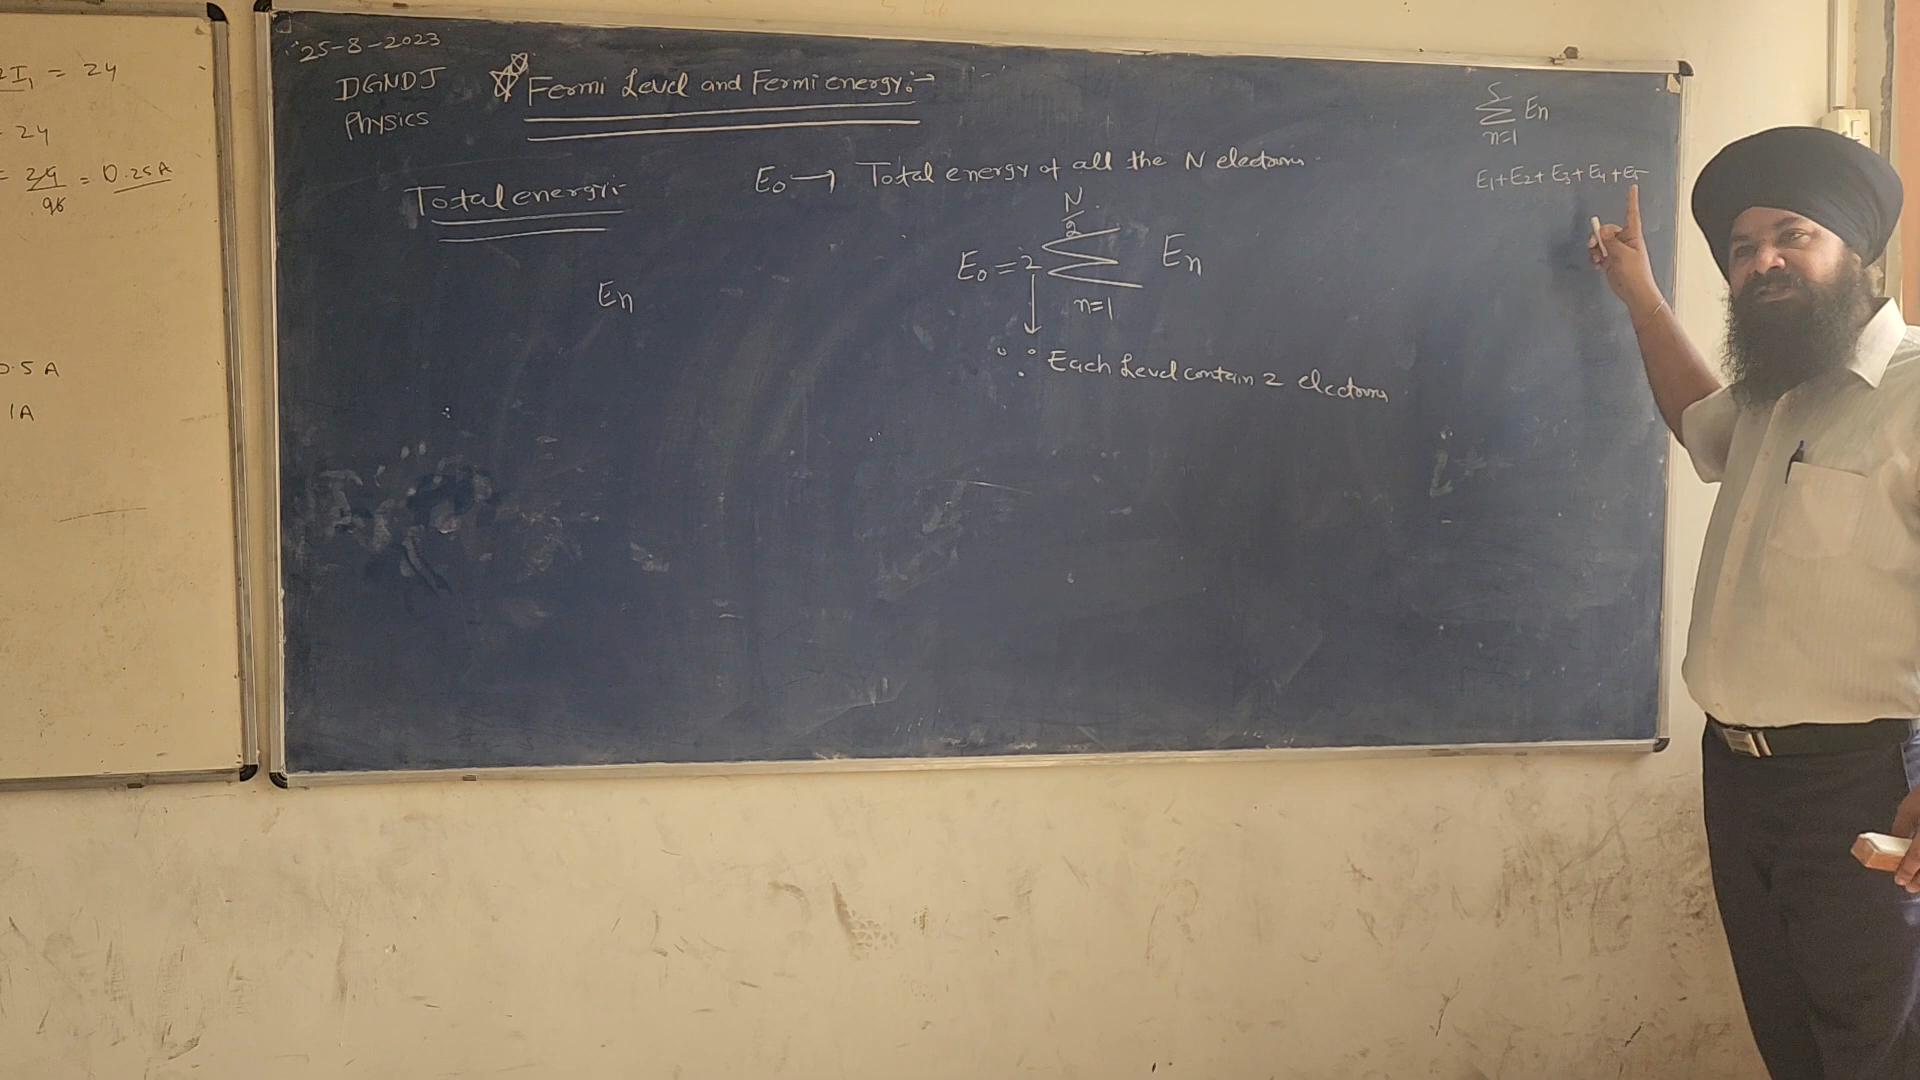 2I₁ = 24
= 24
= 24/96 = 0.25A
0.5 A
1A
25-8-2023
DGNDJ
Physics
Fermi Level and Fermi energy:→
Total energy:-
E₀ → Total energy of all the N electrons.
E₀ = 2 ∑ₙ₌₁^(N/2) Eₙ
Eₙ
∵ Each Level contain 2 electrons
∑ₙ₌₁^5 Eₙ
E₁+E₂+E₃+E₄+E₅